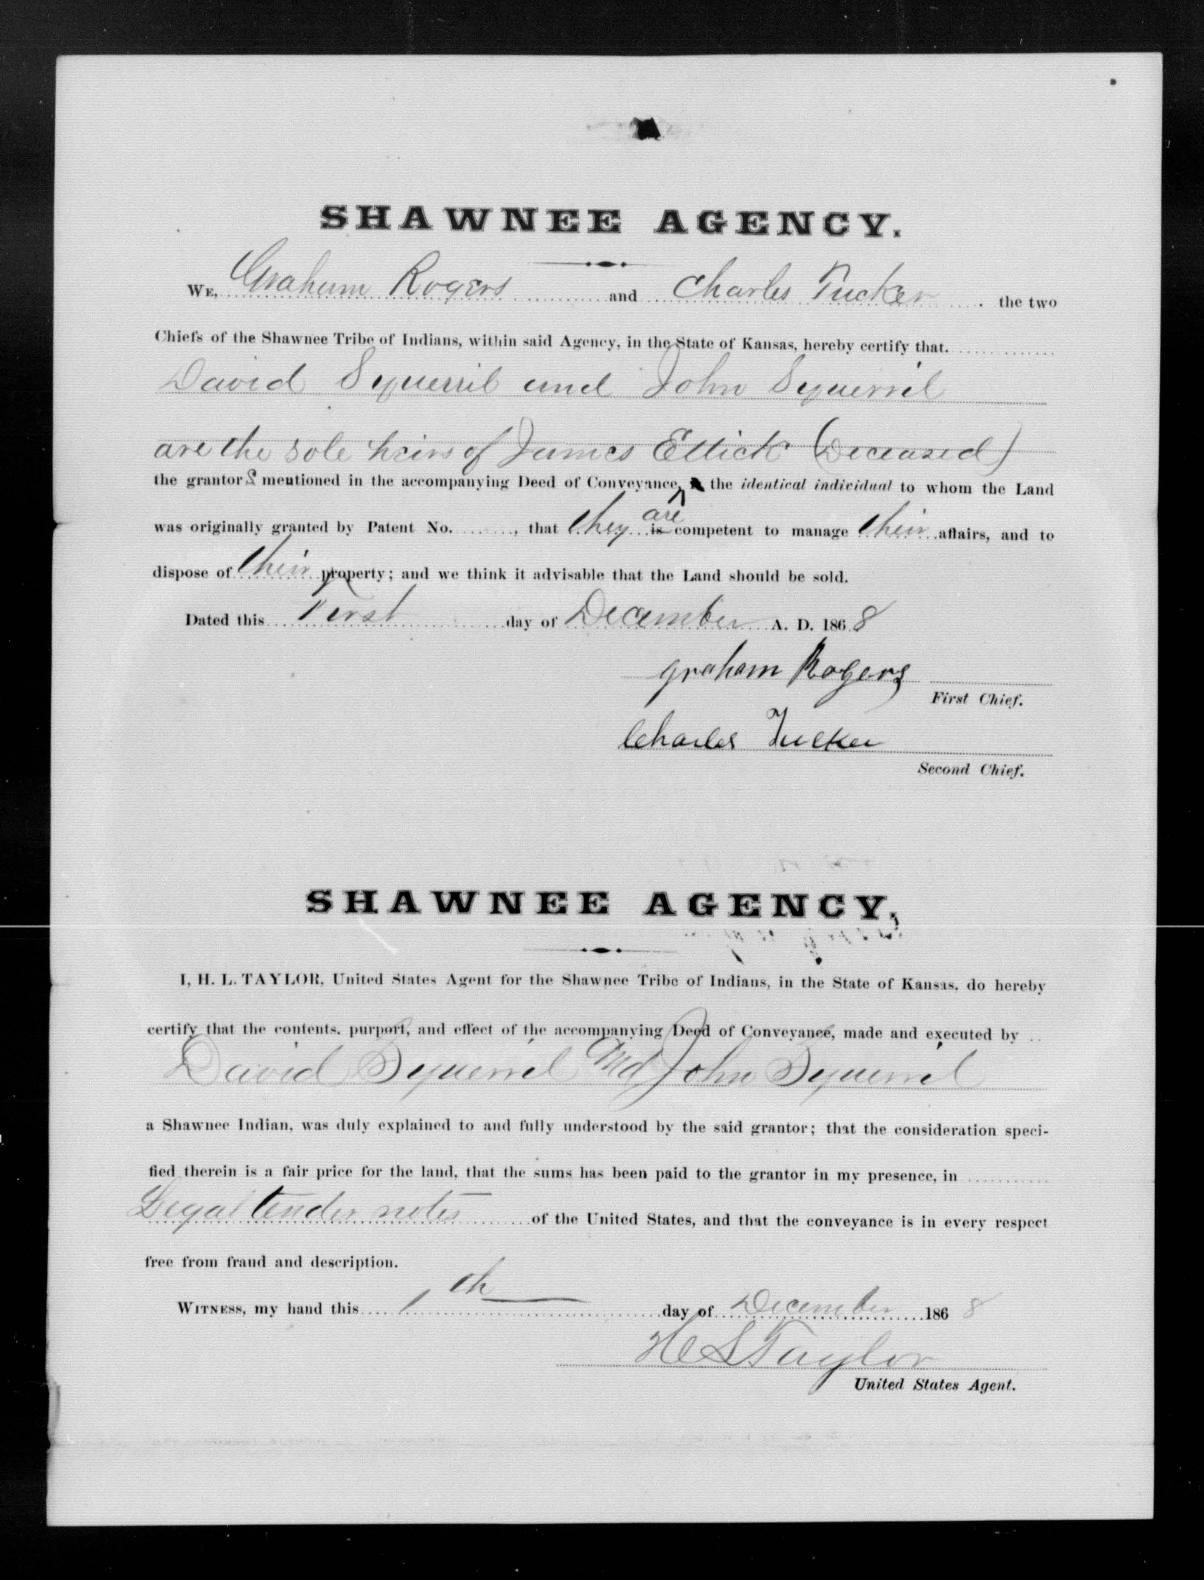 SHAWNEE AGENCY.
WE, Graham Rogers and Charles Tucker the two
Chiefs of the Shawnee Tribe of Indians, within said Agency, in the State of Kansas, hereby certify that
David Squerril and John Squerril
are the sole heirs of James Ellick (Deceased)
the grantors mentioned in the accompanying Deed of Conveyance, the identical individual to whom the Land
are
was originally granted by Patent No. , that they is competent to manage their affairs, and to
dispose of their property; and we think it advisable that the Land should be sold.
Dated this First day of December A. D. 1868
graham Rogers
First Chief.
Charles Tucker
Second Chief.
SHAWNEE AGENCY.
I, H. L. TAYLOR, United States Agent for the Shawnee Tribe of Indians, in the State of Kansas, do hereby
certify that the contents, purport, and effect of the accompanying Deed of Conveyance, made and executed by
David Squerril and John Squerril
a Shawnee Indian, was duly explained to and fully understood by the said grantor; that the consideration speci-
fied therein is a fair price for the land, that the sums has been paid to the grantor in my presence, in
Legal tender notes of the United States, and that the conveyance is in every respect
free from fraud and description.
WITNESS, my hand this 1th day of December 1868
H L Taylor
United States Agent.